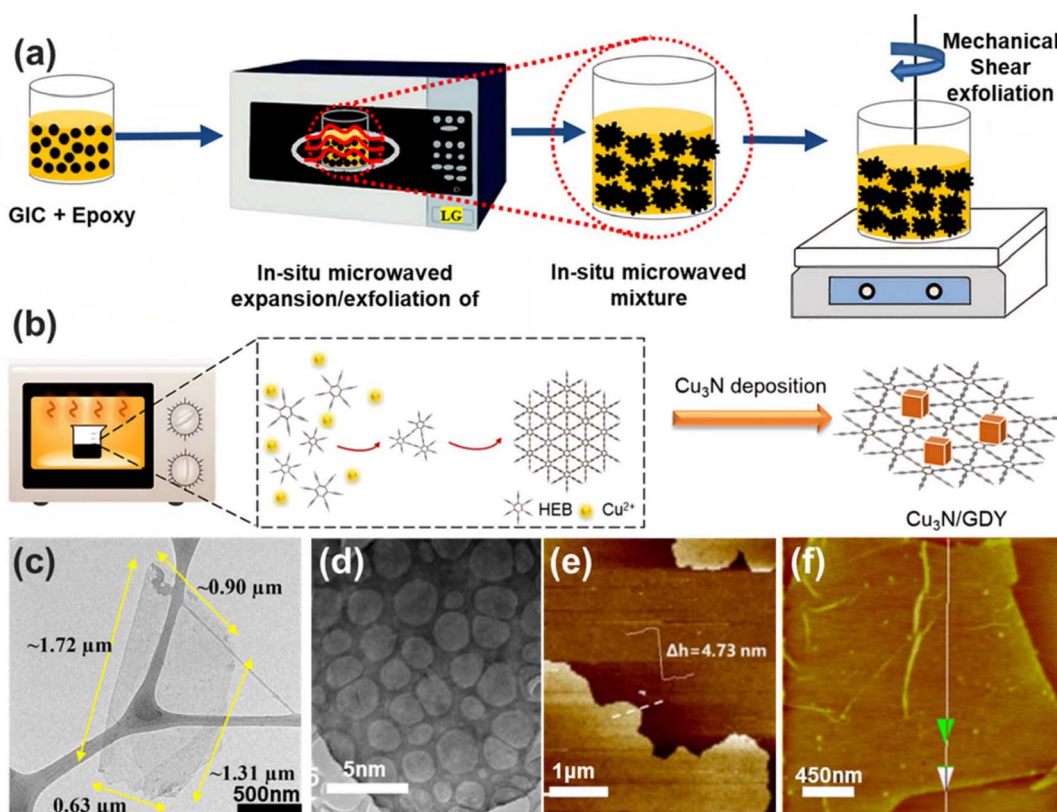 (a)
Mechanical
Shear
exfoliation
GIC + Epoxy
LG
In-situ microwaved
expansion/exfoliation of
In-situ microwaved
mixture
(b)
Cu₃N deposition
HEB
Cu²⁺
Cu₃N/GDY
(c)
~0.90 µm
~1.72 µm
~1.31 µm
0.63 µm
500nm
(d)
5nm
(e)
Δh=4.73 nm
1µm
(f)
450nm